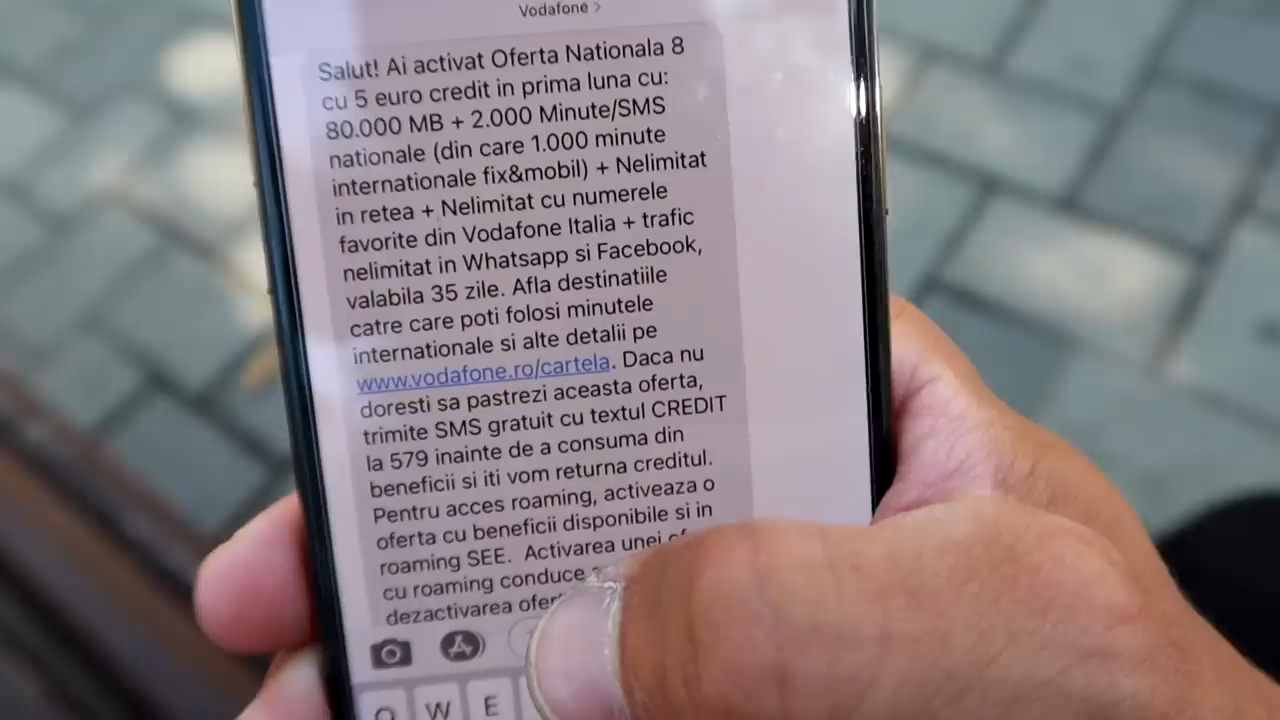 Vodafone >
Salut! Ai activat Oferta Nationala 8
cu 5 euro credit in prima luna cu:
80.000 MB + 2.000 Minute/SMS
nationale (din care 1.000 minute
internationale fix&mobil) + Nelimitat
in retea + Nelimitat cu numerele
favorite din Vodafone Italia + trafic
nelimitat in Whatsapp si Facebook,
valabila 35 zile. Afla destinatiile
catre care poti folosi minutele
internationale si alte detalii pe
www.vodafone.ro/cartela. Daca nu
doresti sa pastrezi aceasta oferta,
trimite SMS gratuit cu textul CREDIT
la 579 inainte de a consuma din
beneficii si iti vom returna creditul.
Pentru acces roaming, activeaza o
oferta cu beneficii disponibile si in
roaming SEE. Activarea unei
cu roaming conduce
dezactivarea
Q W E